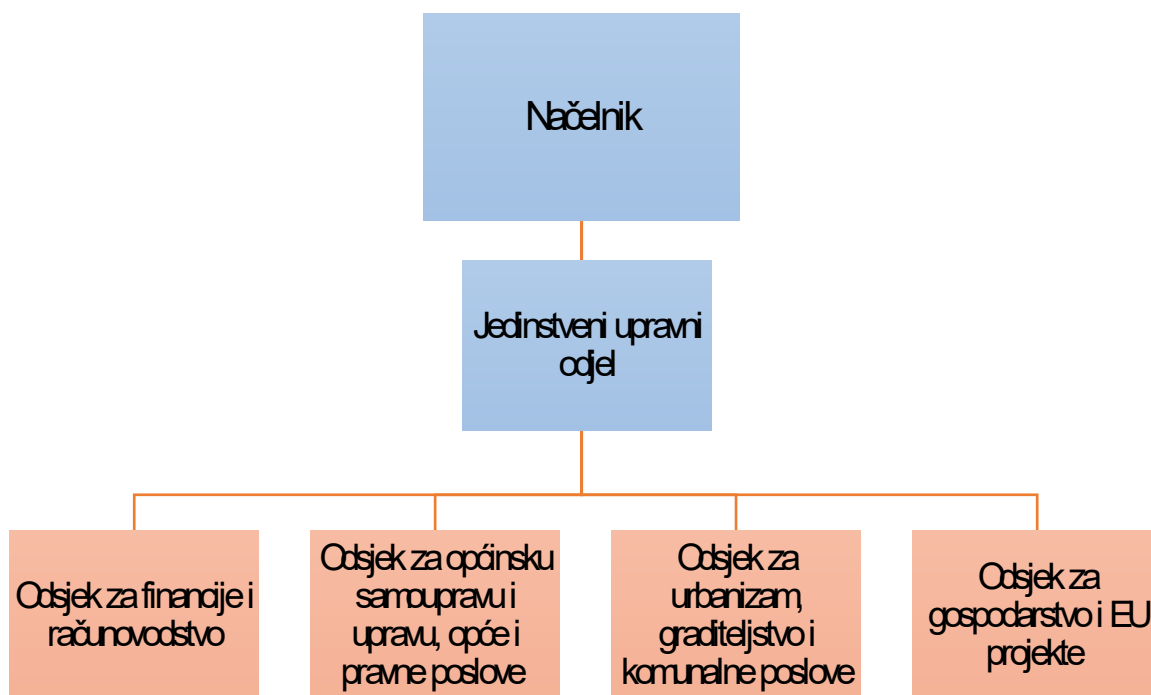 Načelnik
Jedinstveni upravni
odjel
Odsjek za financije i
računovodstvo
Odsjek za općinsku
samoupravu i
upravu, opće i
pravne poslove
Odsjek za
urbanizam,
graditeljstvo i
komunalne poslove
Odsjek za
gospodarstvo i EU
projekte